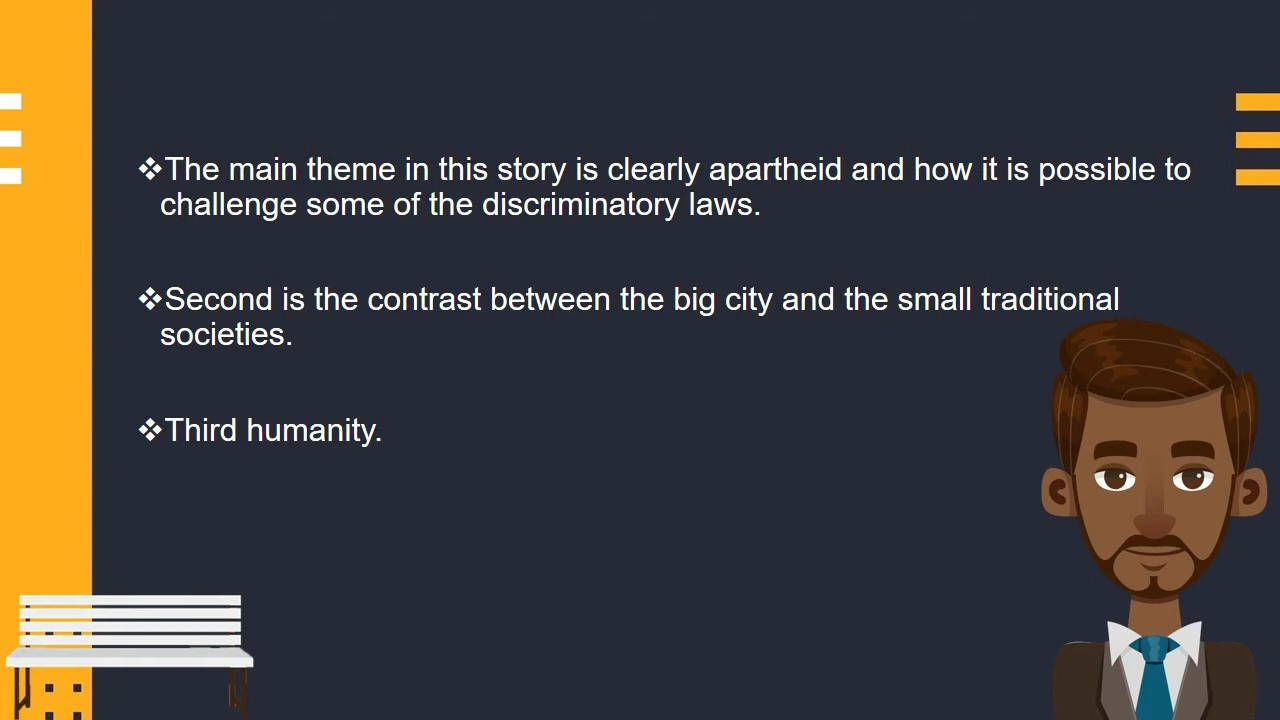 ❖The main theme in this story is clearly apartheid and how it is possible to
challenge some of the discriminatory laws.
❖Second is the contrast between the big city and the small traditional
societies.
❖Third humanity.